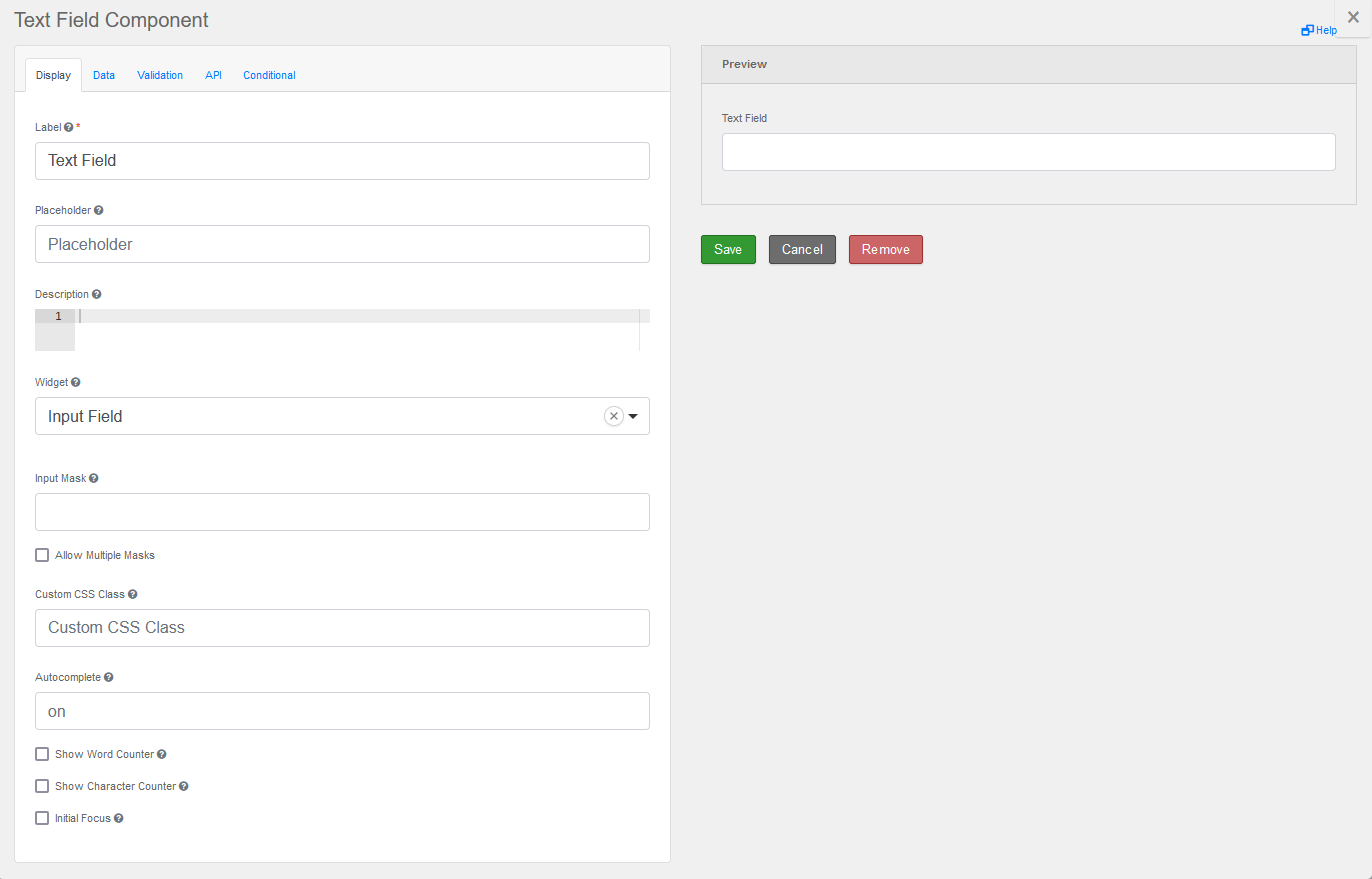 Text Field Component
Help
Display Data Validation API Conditional
Label *
Text Field
Placeholder
Placeholder
Description
1
Widget
Input Field
Input Mask
Allow Multiple Masks
Custom CSS Class
Custom CSS Class
Autocomplete
on
Show Word Counter
Show Character Counter
Initial Focus
Preview
Text Field
Save Cancel Remove